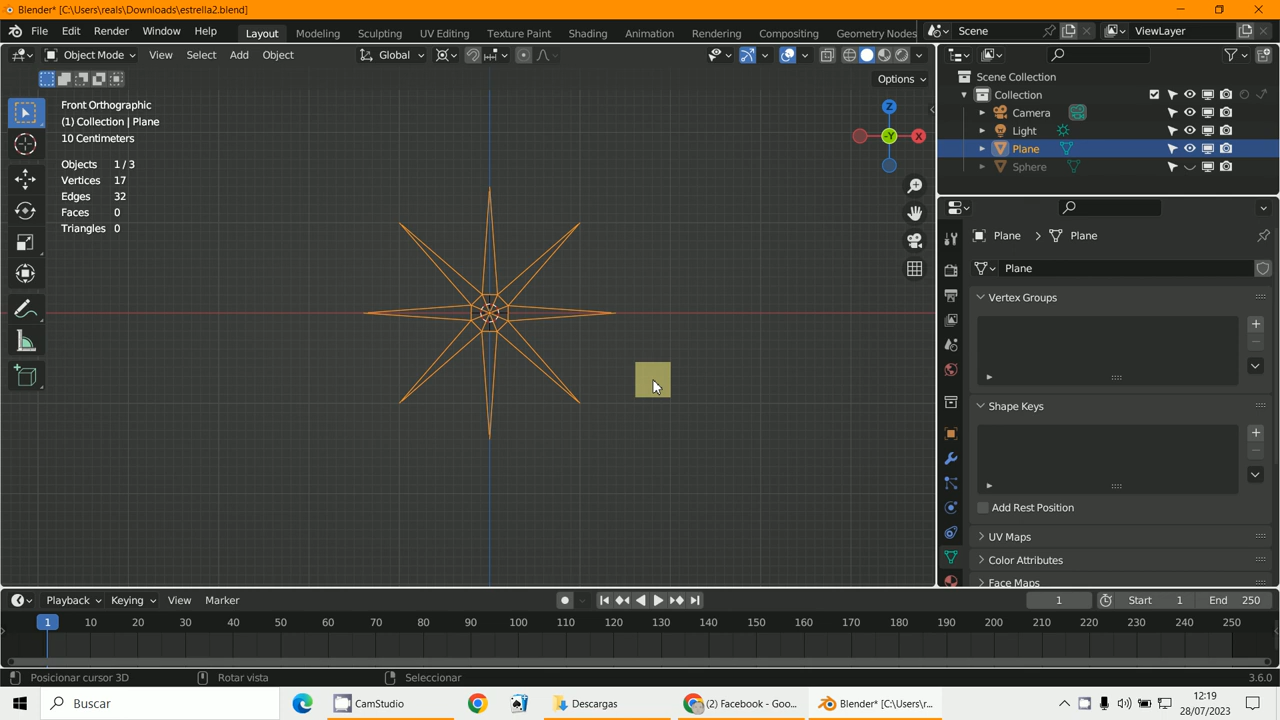 Blender* [C:\Users\reals\Downloads\estrella2.blend]
File Edit Render Window Help Layout Modeling Sculpting UV Editing Texture Paint Shading Animation Rendering Compositing Geometry Nodes Scene ViewLayer
Object Mode View Select Add Object Global
Options
Front Orthographic
(1) Collection | Plane
10 Centimeters
Objects 1 / 3
Vertices 17
Edges 32
Faces 0
Triangles 0
Z
X
-Y
Scene Collection
Collection
Camera
Light
Plane
Sphere
Plane Plane
Plane
Vertex Groups
Shape Keys
Add Rest Position
UV Maps
Color Attributes
Face Maps
Playback Keying View Marker 1 Start 1 End 250
1 10 20 30 40 50 60 70 80 90 100 110 120 130 140 150 160 170 180 190 200 210 220 230 240 250
Posicionar cursor 3D Rotar vista Seleccionar 3.6.0
Buscar CamStudio Descargas (2) Facebook - Goo... Blender* [C:\Users\r... 12:19
28/07/2023